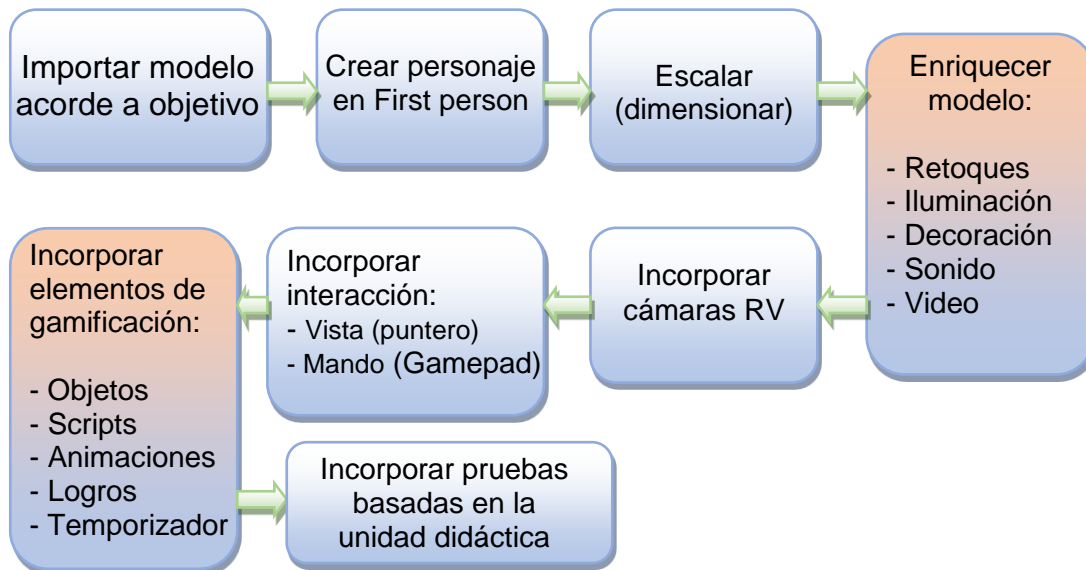 Importar modelo
acorde a objetivo
Crear personaje
en First person
Escalar
(dimensionar)
Enriquecer
modelo:
- Retoques
- Iluminación
- Decoración
- Sonido
- Video
Incorporar
cámaras RV
Incorporar
interacción:
- Vista (puntero)
- Mando (Gamepad)
Incorporar
elementos de
gamificación:
- Objetos
- Scripts
- Animaciones
- Logros
- Temporizador
Incorporar pruebas
basadas en la
unidad didáctica